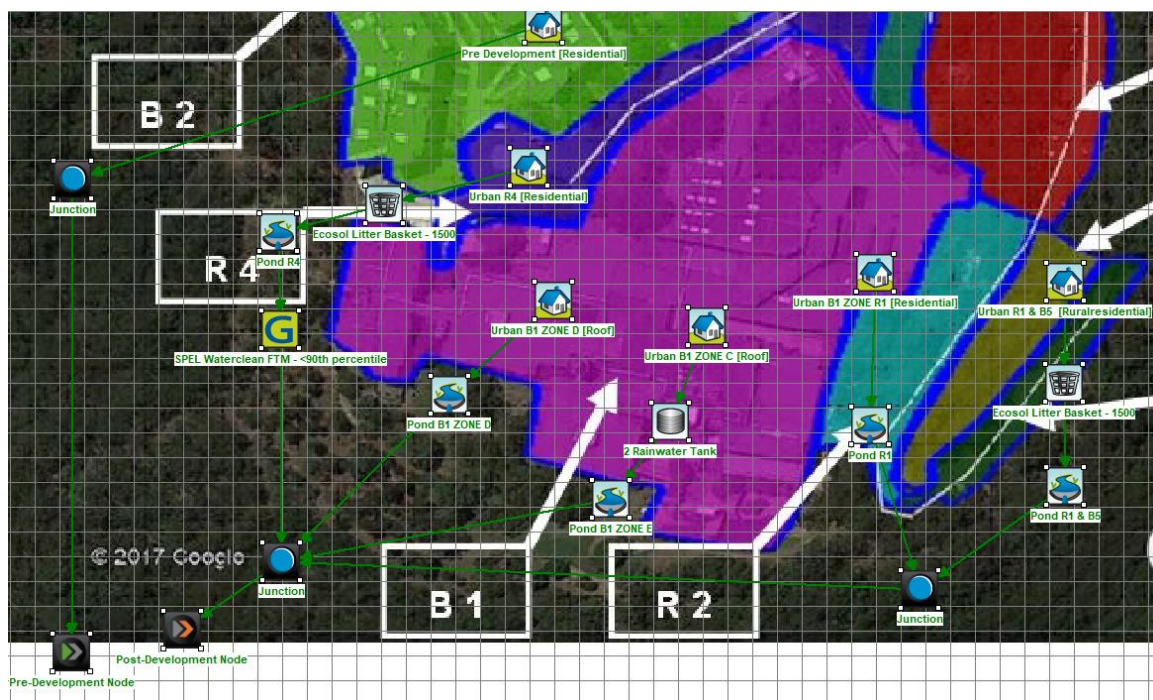 Pre Development [Residential]
B 2
Junction
Urban R4 [Residential]
Ecosol Litter Basket - 1500
R 4
Pond R4
SPEL Waterclean FTM - <90th percentile
G
Urban B1 ZONE D [Roof]
Urban B1 ZONE C [Roof]
Urban B1 ZONE R1 [Residential]
Urban R1 & B5 [Ruralresidential]
Pond B1 ZONE D
2 Rainwater Tank
Pond R1
Ecosol Litter Basket - 1500
Pond B1 ZONE E
Pond R1 & B5
© 2017 Google
Junction
B 1
R 2
Junction
Post-Development Node
Pre-Development Node